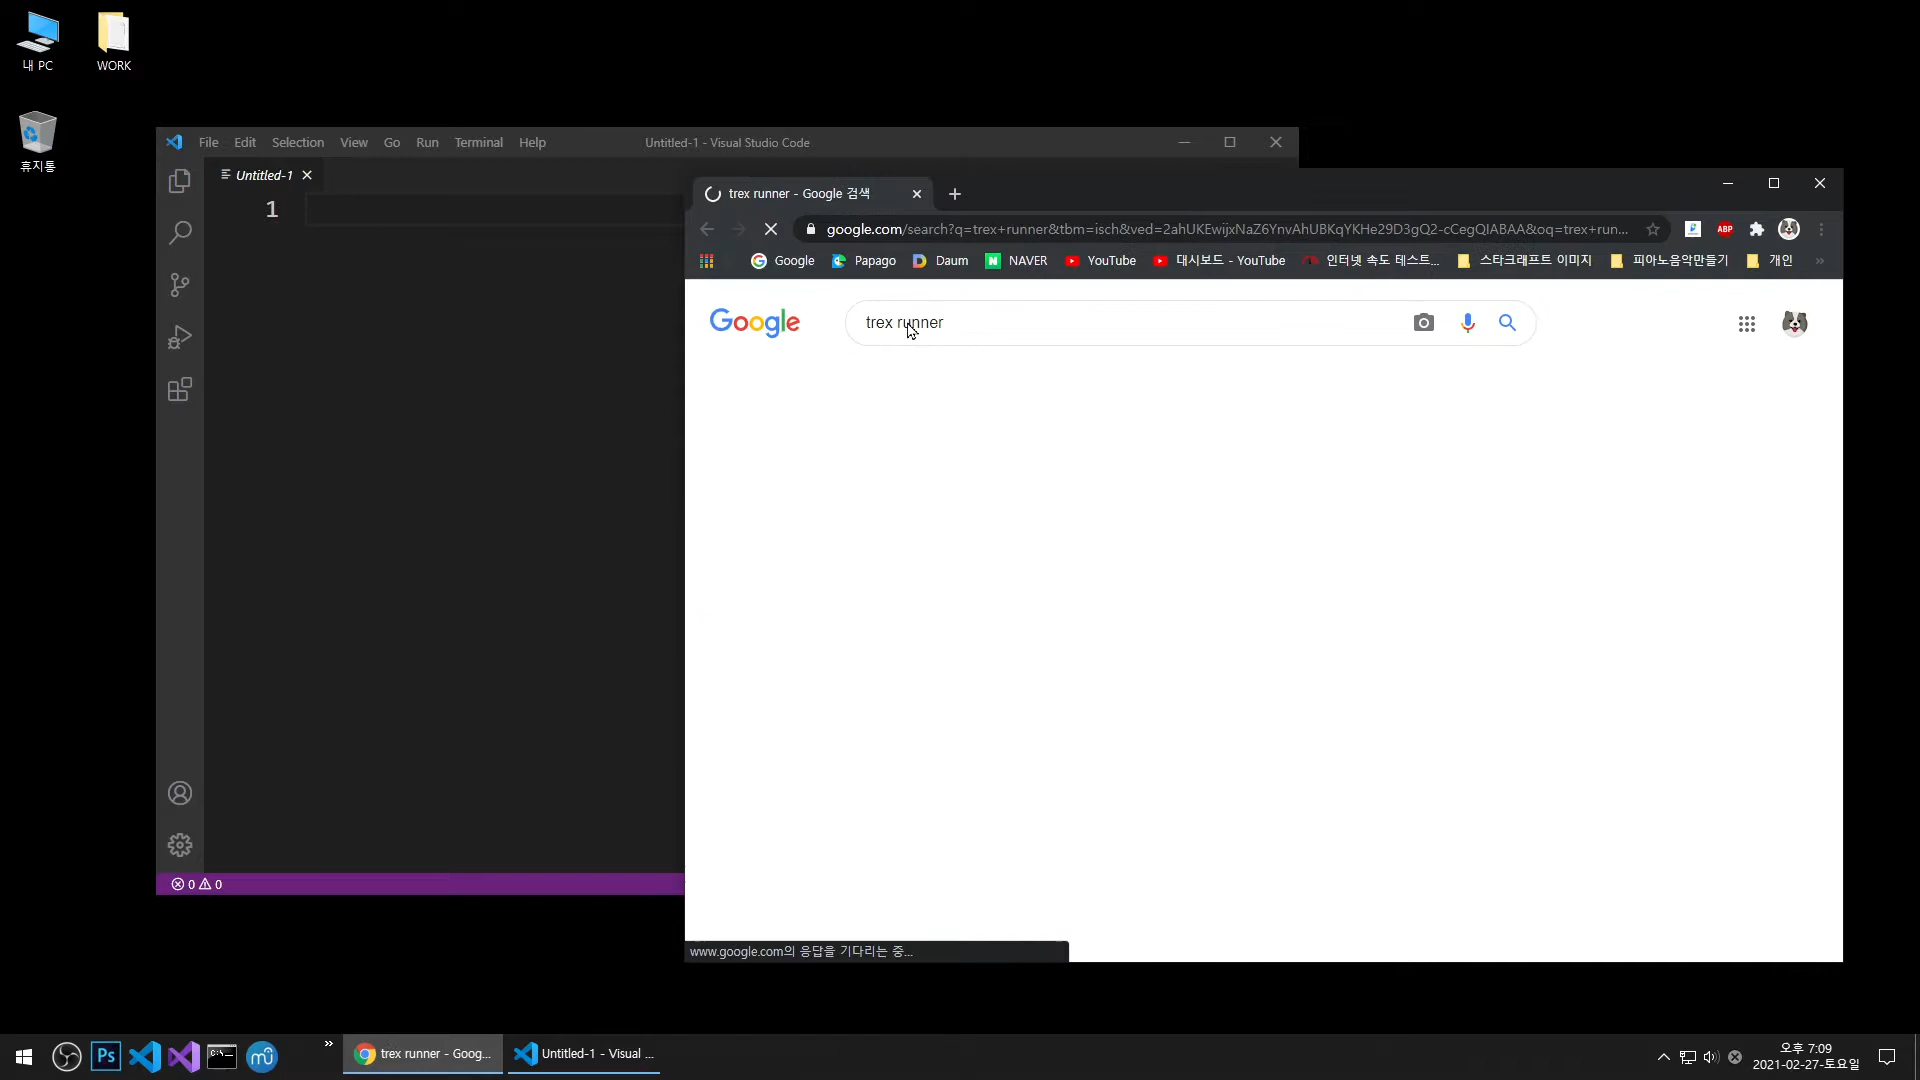 내 PC
WORK
휴지통
File Edit Selection View Go Run Terminal Help
Untitled-1 - Visual Studio Code
Untitled-1
1
0 0
trex runner - Google 검색
google.com/search?q=trex+runner&tbm=isch&ved=2ahUKEwijxNaZ6YnvAhUBKqYKHe29D3gQ2-cCegQIABAA&oq=trex+run...
ABP
Google Papago Daum NAVER YouTube 대시보드 - YouTube 인터넷 속도 테스트... 스타크래프트 이미지 피아노음악만들기 개인 »
Google
trex runner
www.google.com의 응답을 기다리는 중...
Ps
»
trex runner - Goog...
Untitled-1 - Visual ...
오후 7:09
2021-02-27-토요일